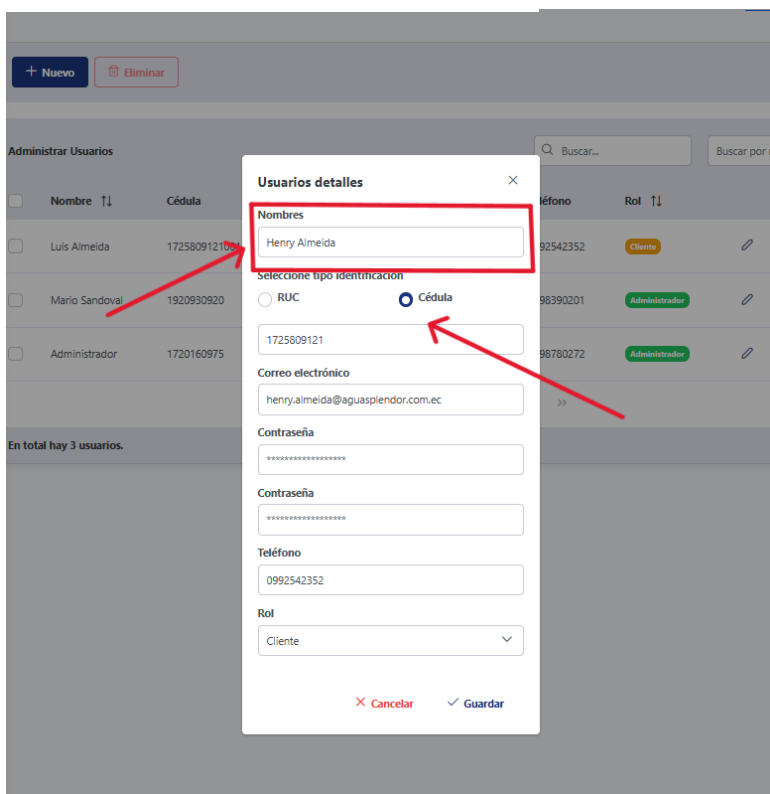 Nuevo
Eliminar
Administrar Usuarios
Buscar...
Buscar por
Nombre
Cédula
léfono
Rol
Luis Almeida
1725809121001
92542352
Cliente
Mario Sandoval
1920930920
98390201
Administrador
Administrador
1720160975
98780272
Administrador
En total hay 3 usuarios.
Usuarios detalles
Nombres
Henry Almeida
Seleccione tipo identificación
RUC
Cédula
1725809121
Correo electrónico
henry.almeida@aguasplendor.com.ec
Contraseña
******************
Contraseña
******************
Teléfono
0992542352
Rol
Cliente
Cancelar
Guardar